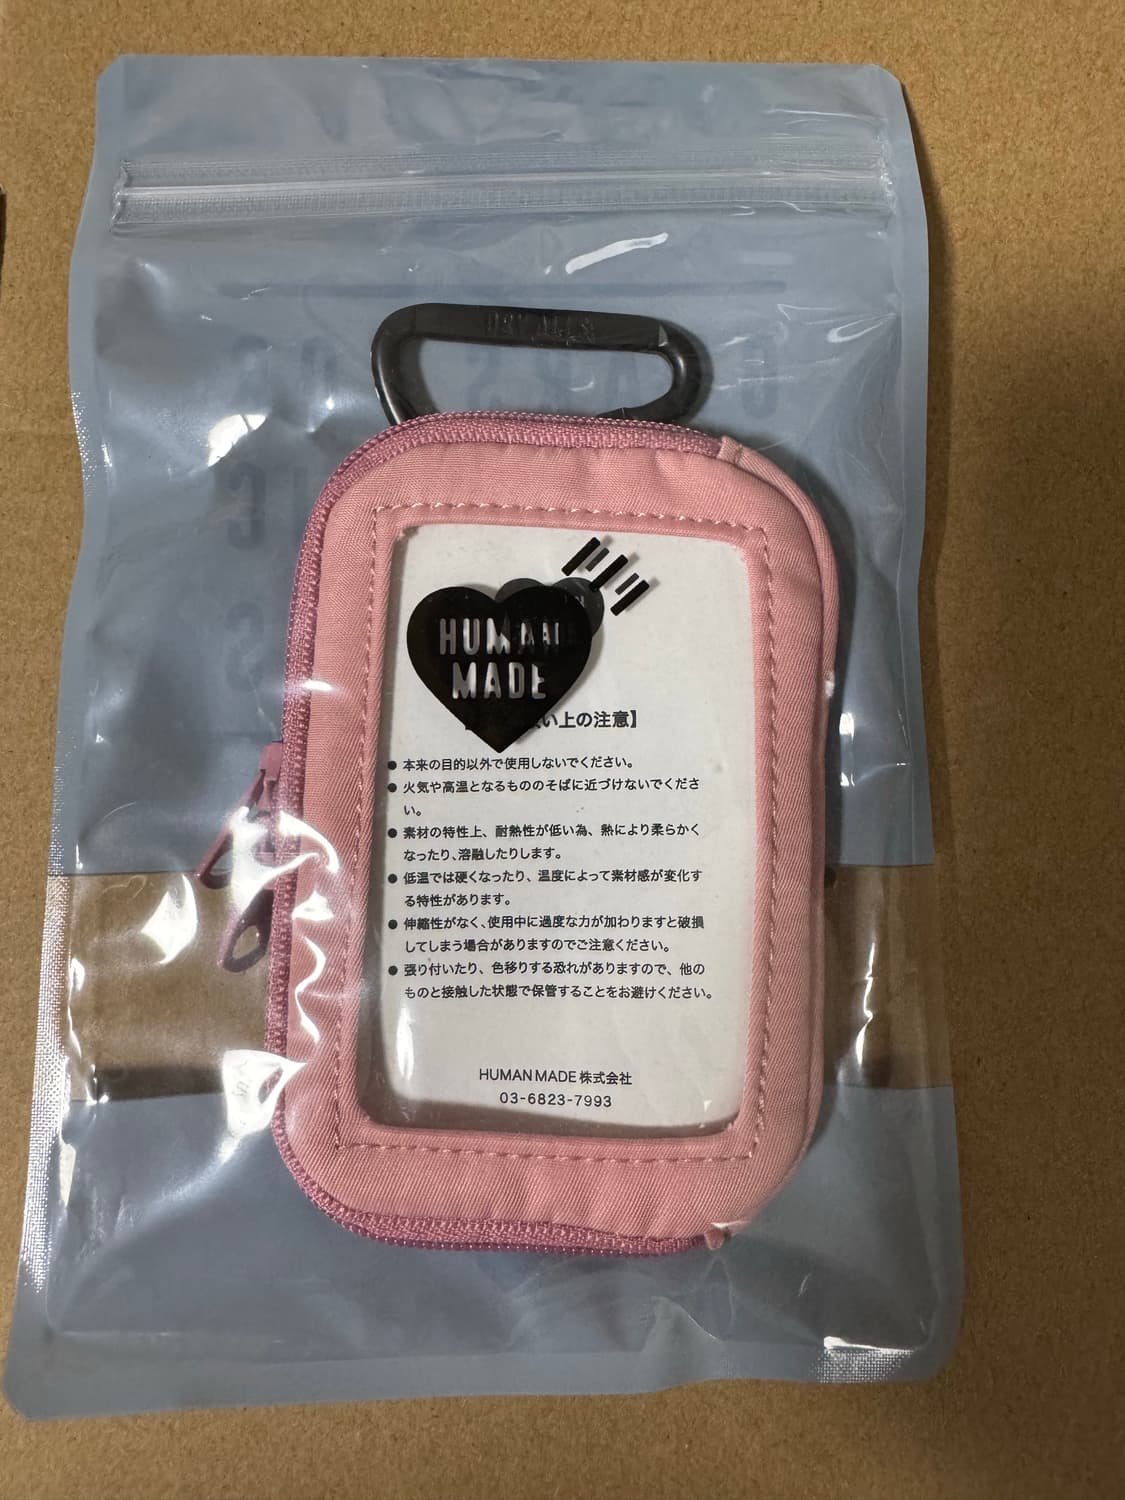 DRY ALLS
HUMAN
MADE
い上の注意】
● 本来の目的以外で使用しないでください。
● 火気や高温となるもののそばに近づけないでくださ
い。
● 素材の特性上、耐熱性が低い為、熱により柔らかく
なったり、溶融したりします。
● 低温では硬くなったり、温度によって素材感が変化す
る特性があります。
● 伸縮性がなく、使用中に過度な力が加わりますと破損
してしまう場合がありますのでご注意ください。
● 張り付いたり、色移りする恐れがありますので、他の
ものと接触した状態で保管することをお避けください。
HUMAN MADE 株式会社
03-6823-7993